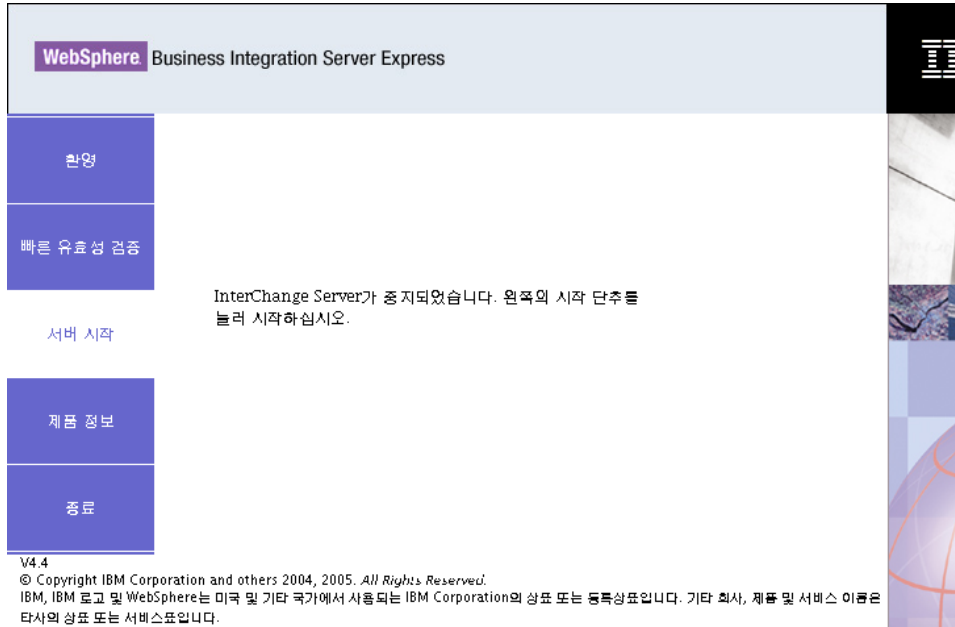 WebSphere. Business Integration Server Express
환영
빠른 유효성 검증
InterChange Server가 중지되었습니다. 왼쪽의 시작 단추를
눌러 시작하십시오.
서버 시작
제품 정보
종료
V4.4
© Copyright IBM Corporation and others 2004, 2005. All Rights Reserved.
IBM, IBM 로고 및 WebSphere는 미국 및 기타 국가에서 사용되는 IBM Corporation의 상표 또는 등록상표입니다. 기타 회사, 제품 및 서비스 이름은
타사의 상표 또는 서비스표입니다.